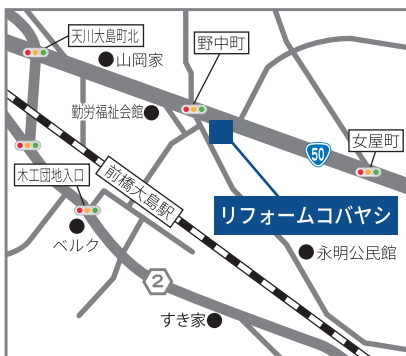 天川大島町北
山岡家
野中町
勤労福祉会館
女屋町
50
木工団地入口
前橋大島駅
リフォームコバヤシ
ベルク
永明公民館
2
すき家